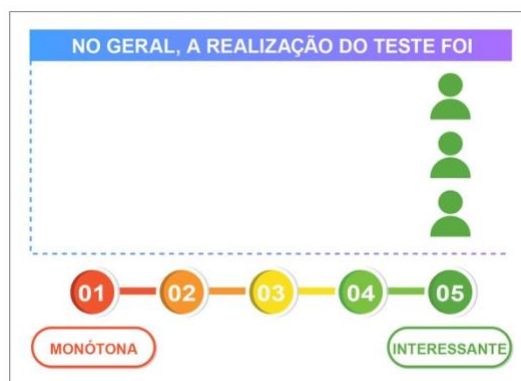 NO GERAL, A REALIZAÇÃO DO TESTE FOI
01 02 03 04 05
MONÓTONA INTERESSANTE